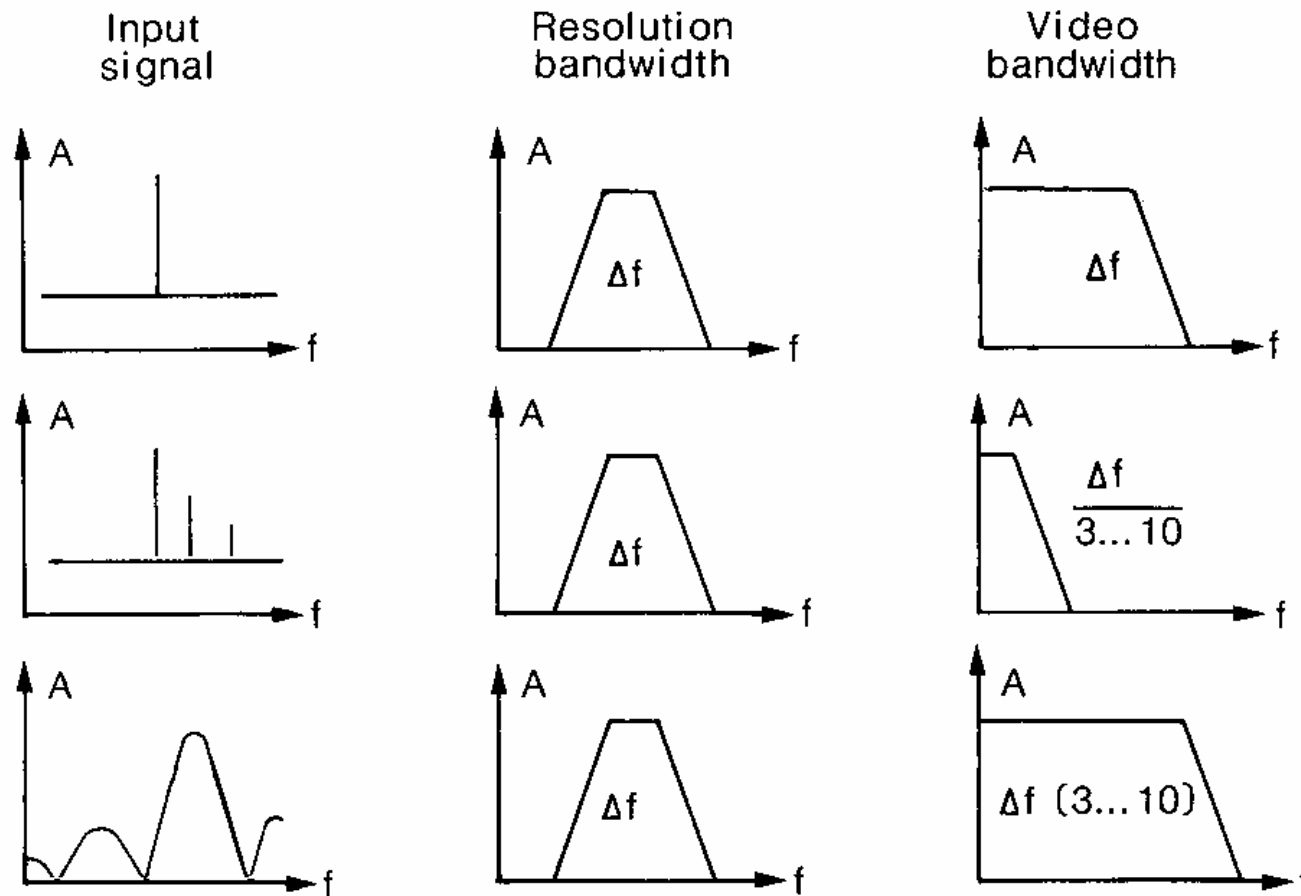 Input
signal
Resolution
bandwidth
Video
bandwidth
A
f
A
Δf
f
A
Δf
f
A
f
A
Δf
f
A
Δf
3... 10
f
A
f
A
Δf
f
A
Δf (3... 10)